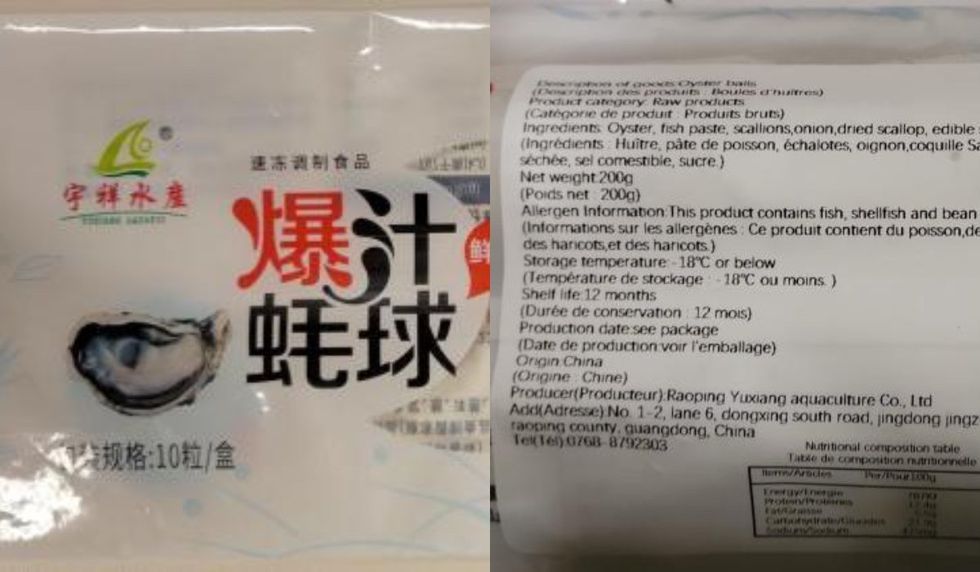 ®
宇祥水産
速冻调制食品
爆汁
蚝球
鲜
装规格:10粒/盒
Description of goods:Oyster balls
(Description des produits : Boules d'huîtres)
Product category: Raw products
(Catégorie de produit : Produits bruts)
Ingredients: Oyster, fish paste, scallions,onion,dried scallop, edible
(Ingrédients : Huître, pâte de poisson, échalotes, oignon,coquille Sa
séchée, sel comestible, sucre.)
Net weight:200g
(Poids net : 200g)
Allergen Information:This product contains fish, shellfish and bean
(Informations sur les allergènes : Ce produit contient du poisson,de
des haricots,et des haricots.)
Storage temperature: -18℃ or below
(Température de stockage : -18℃ ou moins. )
Shelf life:12 months
(Durée de conservation : 12 mois)
Production date:see package
(Date de production:voir l'emballage)
Origin:China
(Origine : Chine)
Producer(Producteur):Raoping Yuxiang aquaculture Co., Ltd
Add(Adresse):No. 1-2, lane 6, dongxing south road, jingdong jingz
raoping county, guangdong, China
Tel(Tél):0768-8792303
Nutritional composition table
Table de composition nutritionnelle
Items/Articles Per/Pour100g
Energy/Energie
Protein/Protéines
Fat/Graisse
Carbohydrate/Glucides
Sodium/Sodium